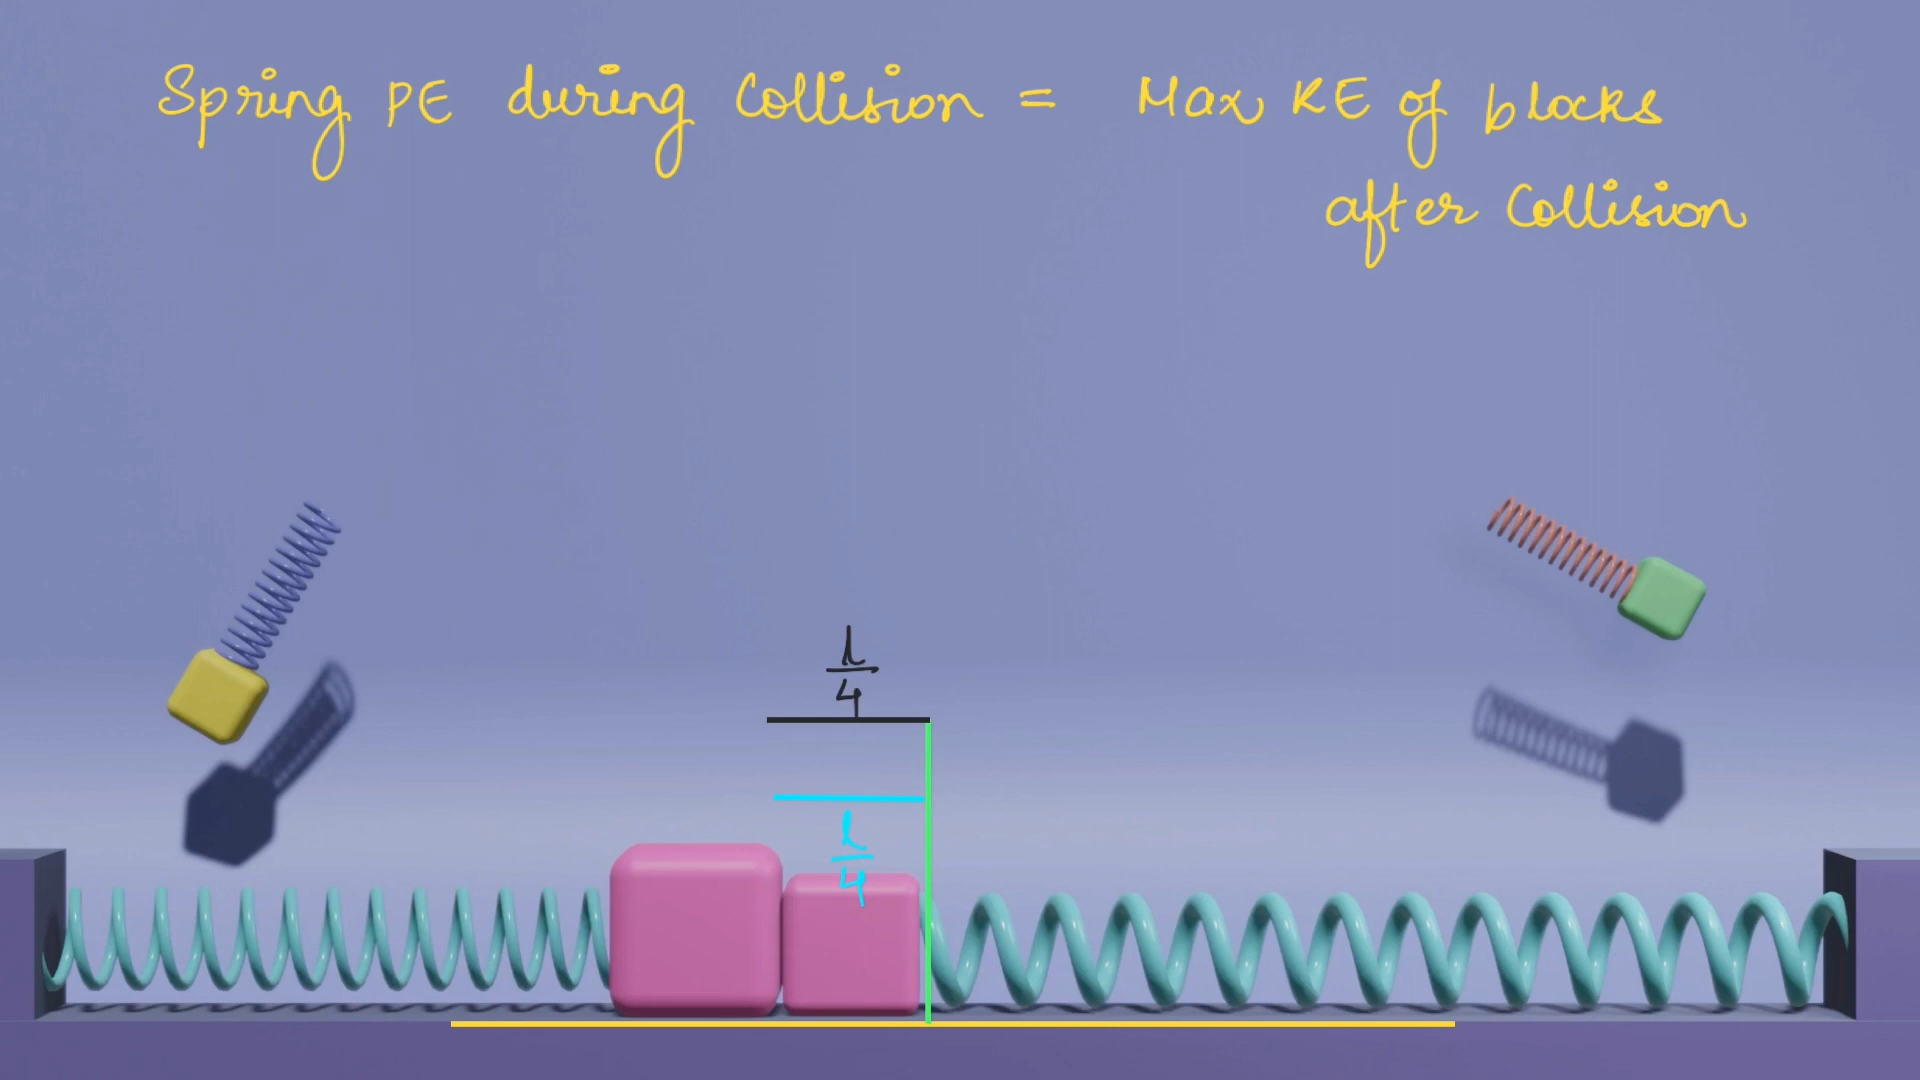 Spring PE during Collision = Max KE of blocks
after Collision
l/4
l/4